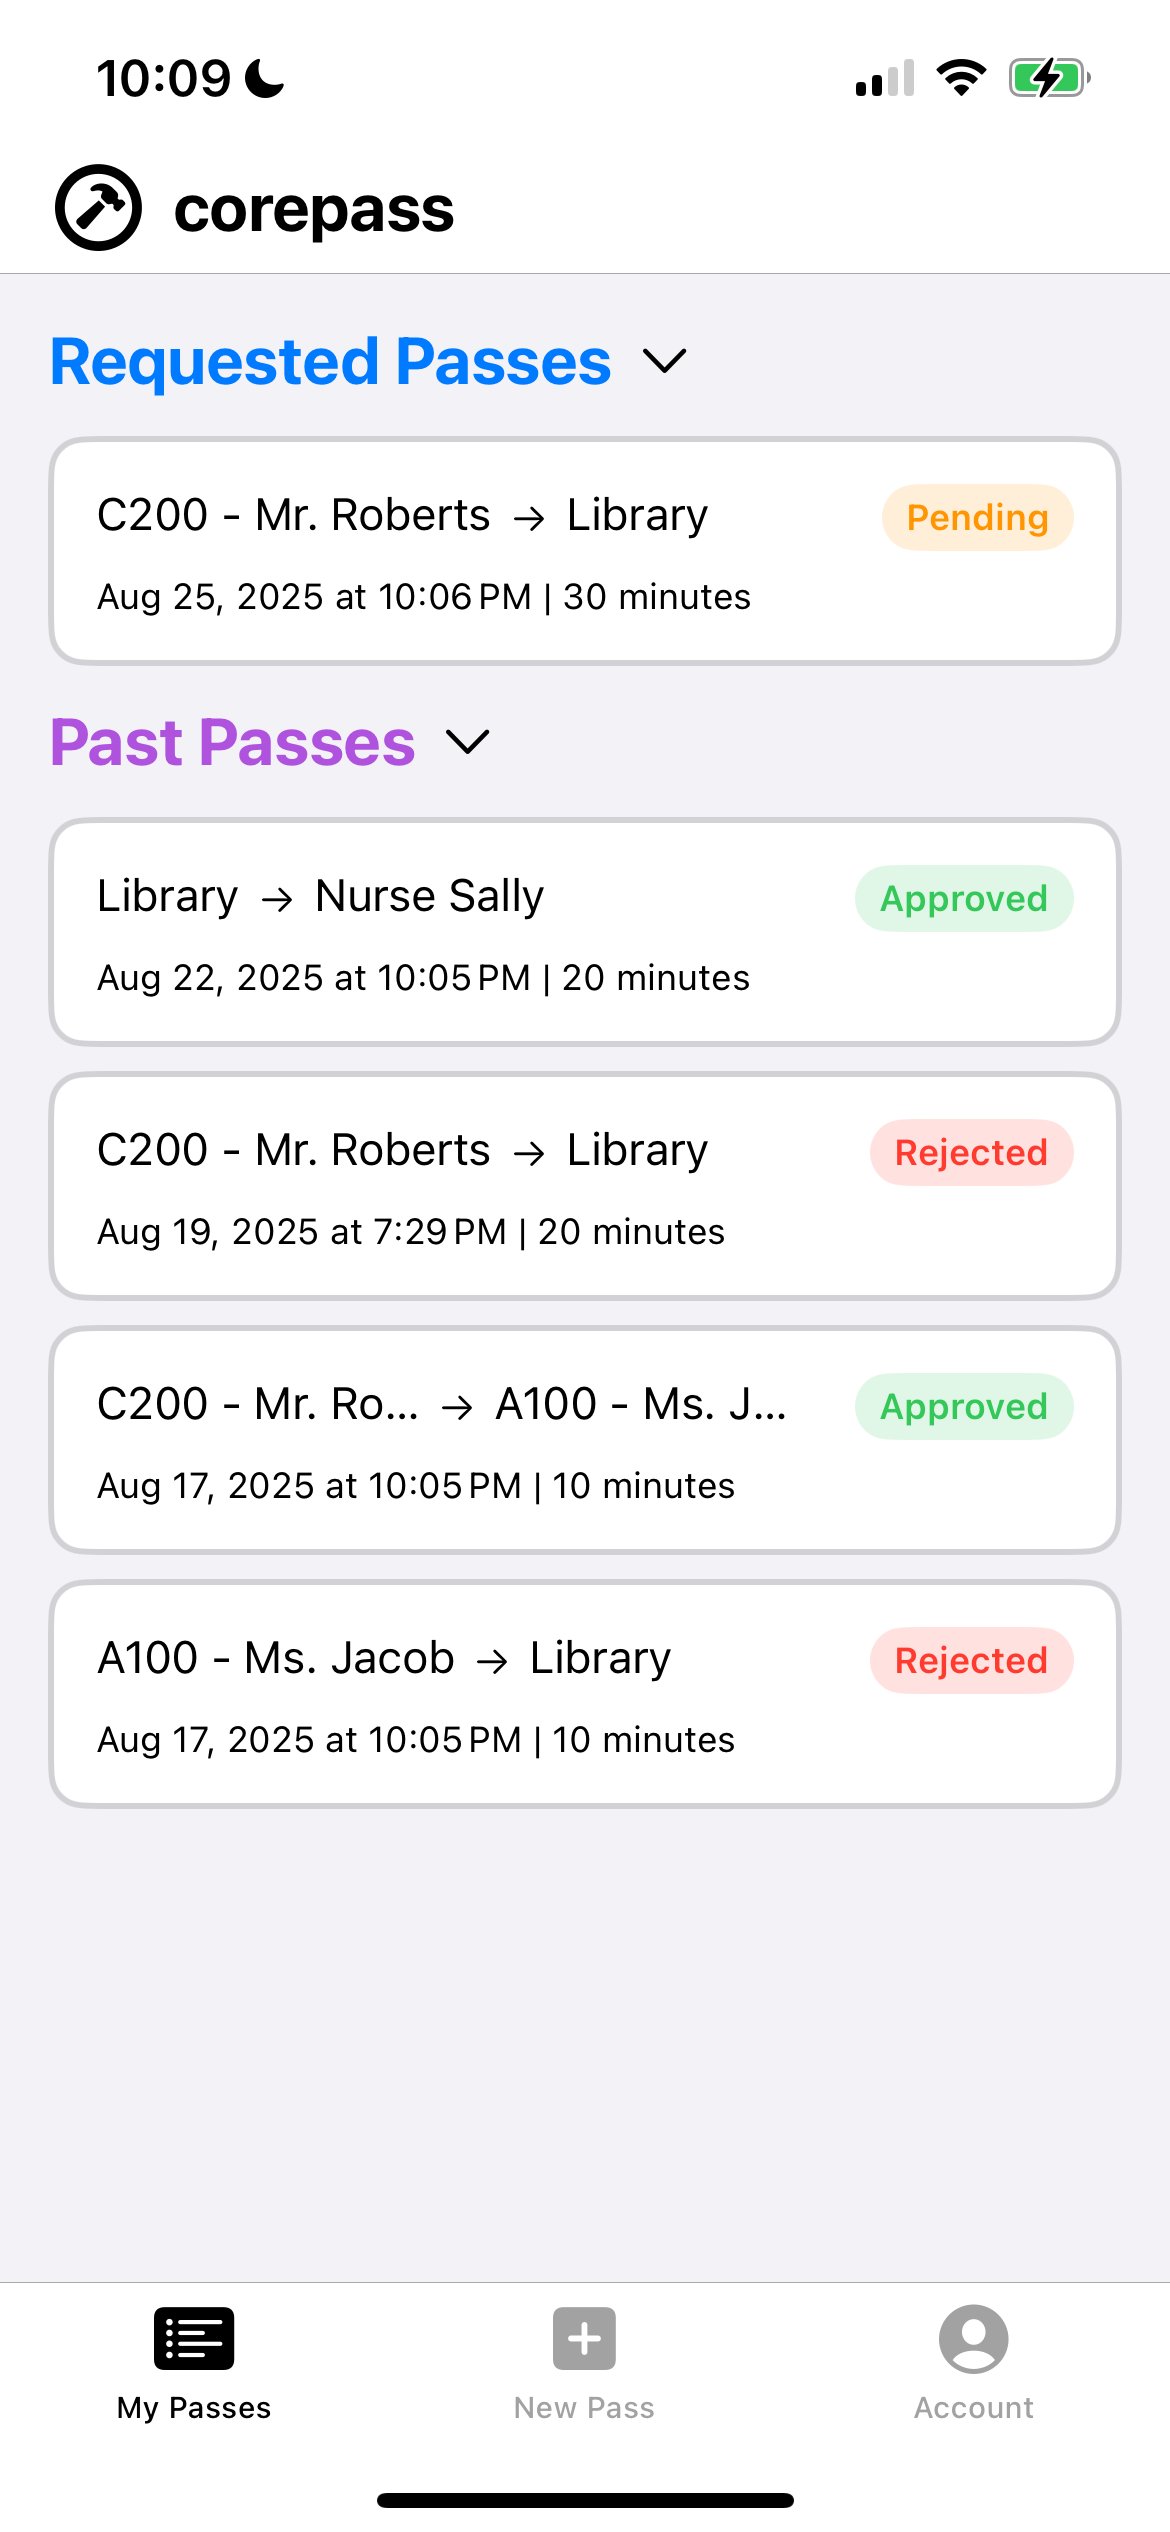 10:09
corepass
Requested Passes
C200 - Mr. Roberts → Library
Pending
Aug 25, 2025 at 10:06 PM | 30 minutes
Past Passes
Library → Nurse Sally
Approved
Aug 22, 2025 at 10:05 PM | 20 minutes
C200 - Mr. Roberts → Library
Rejected
Aug 19, 2025 at 7:29 PM | 20 minutes
C200 - Mr. Ro... → A100 - Ms. J...
Approved
Aug 17, 2025 at 10:05 PM | 10 minutes
A100 - Ms. Jacob → Library
Rejected
Aug 17, 2025 at 10:05 PM | 10 minutes
My Passes
New Pass
Account